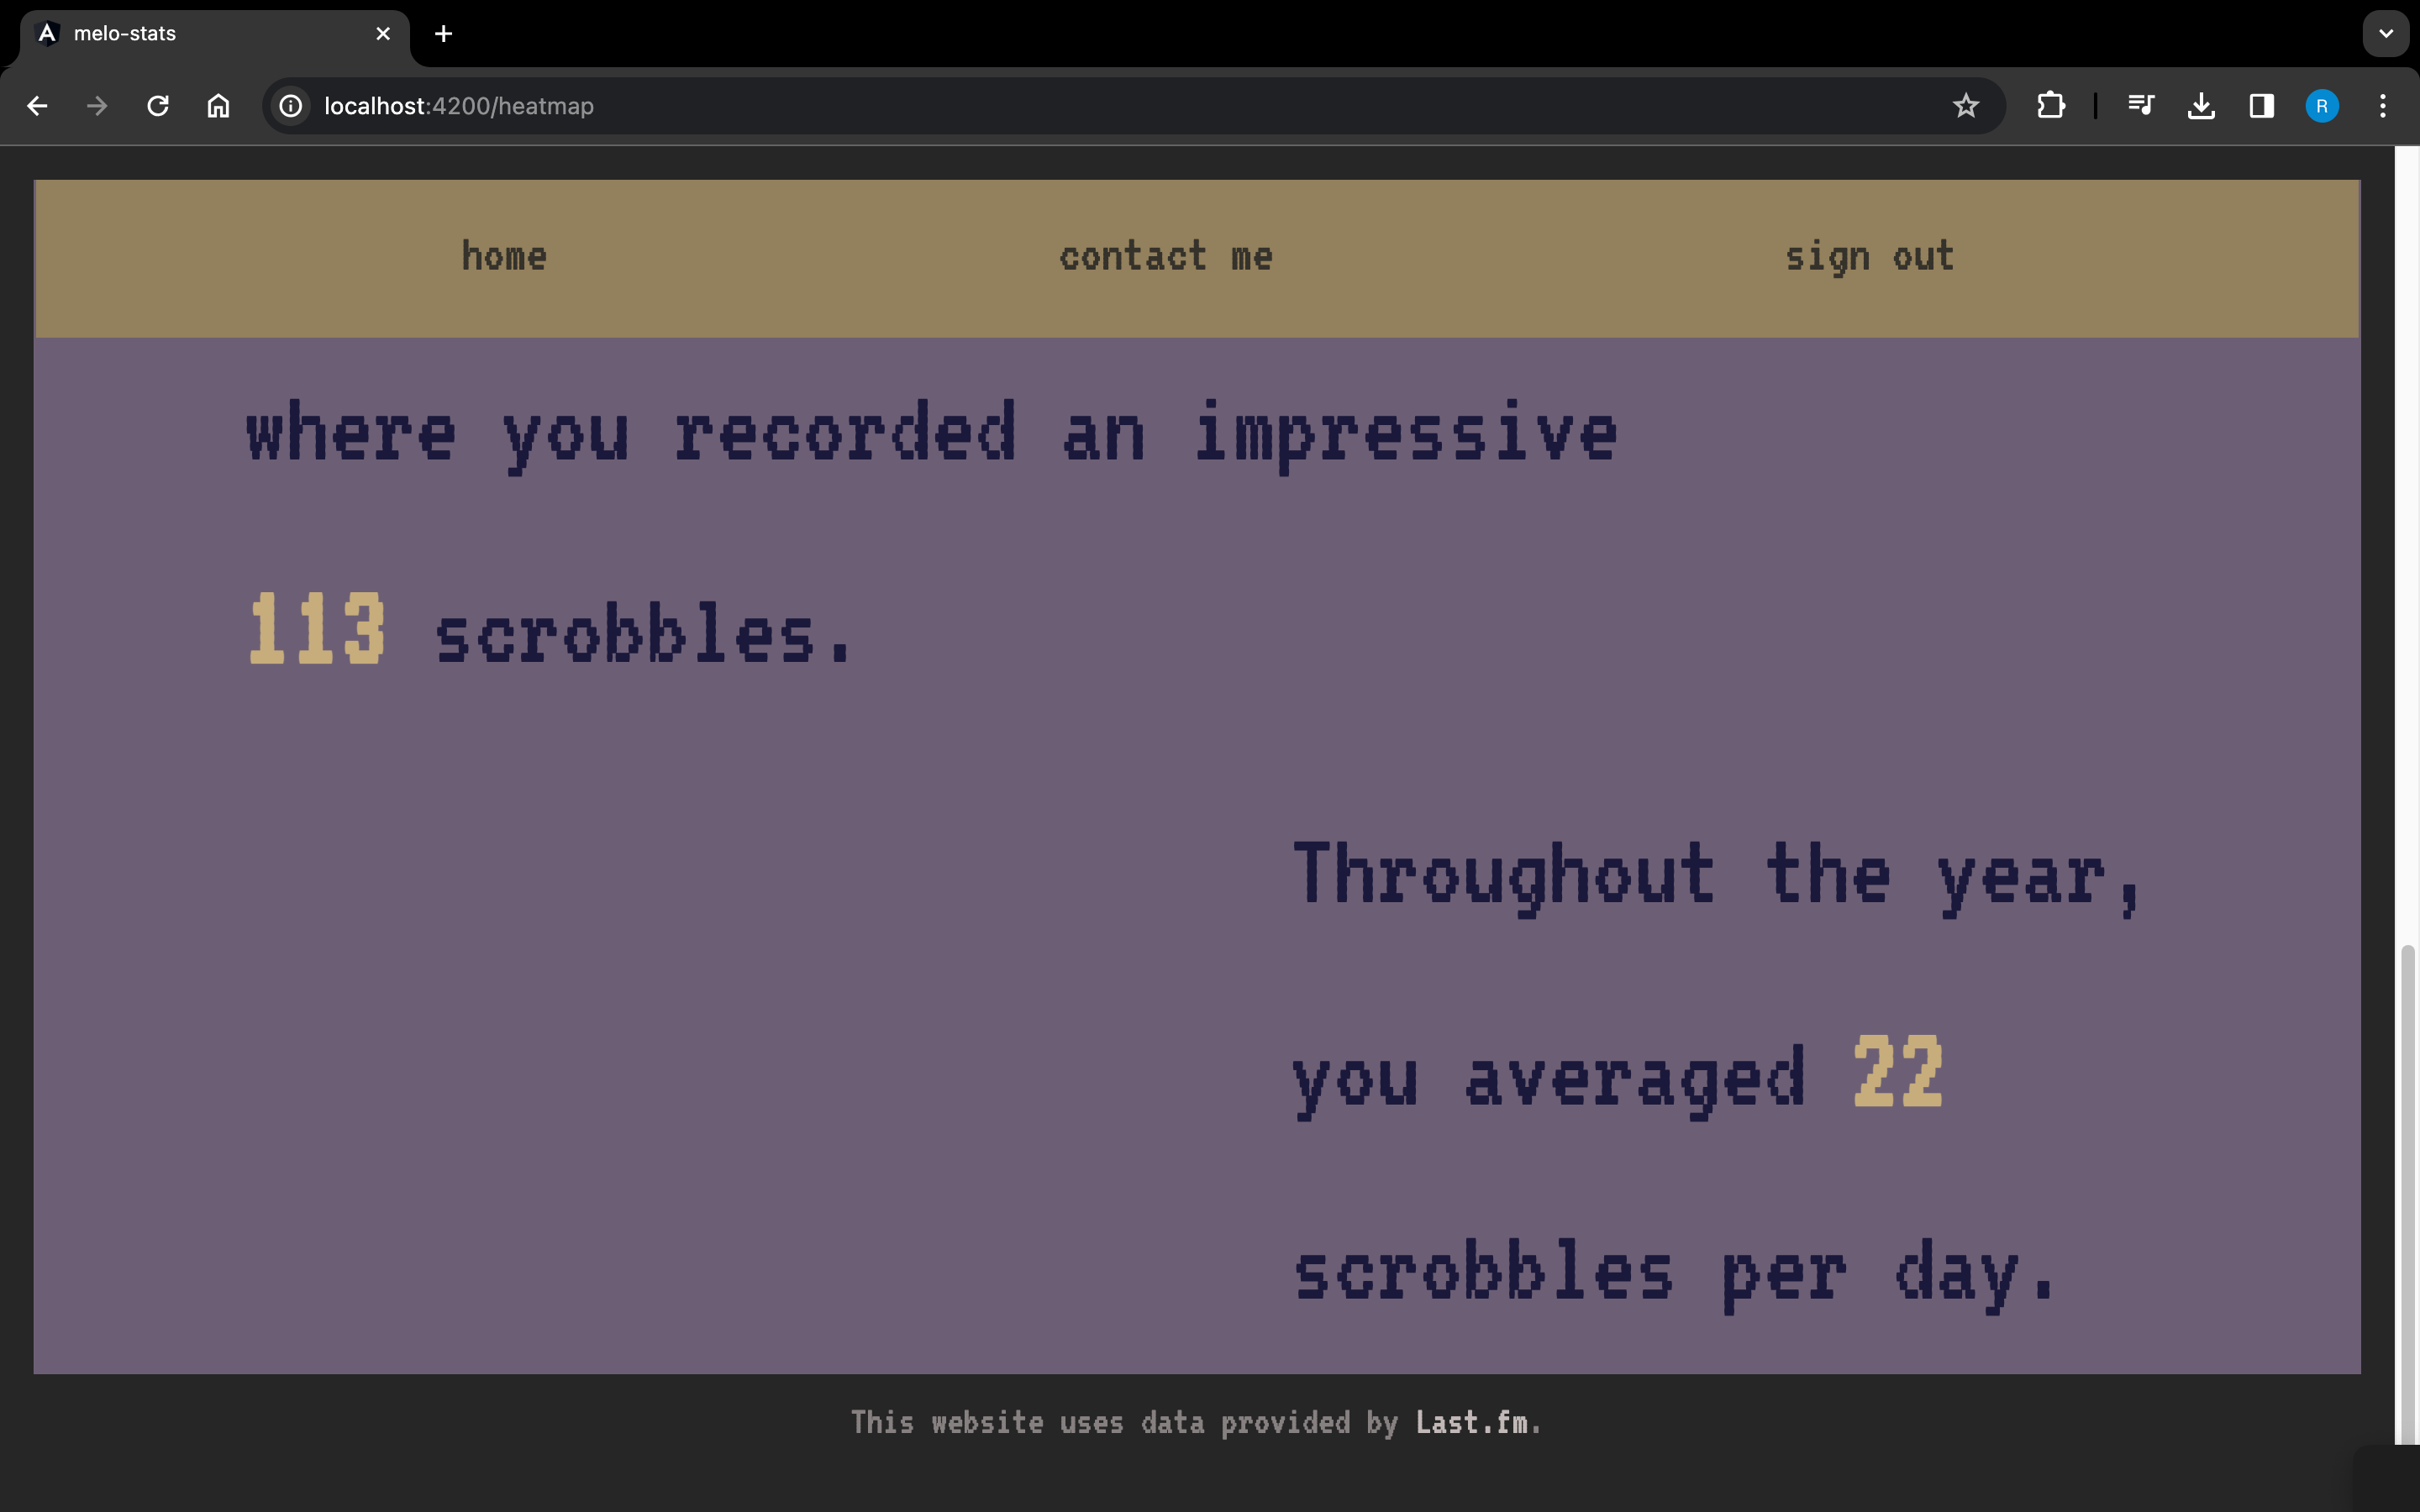 melo-stats
localhost:4200/heatmap
R
home contact me sign out
where you recorded an impressive
113 scrobbles.
Throughout the year,
you averaged 22
scrobbles per day.
This website uses data provided by Last.fm.